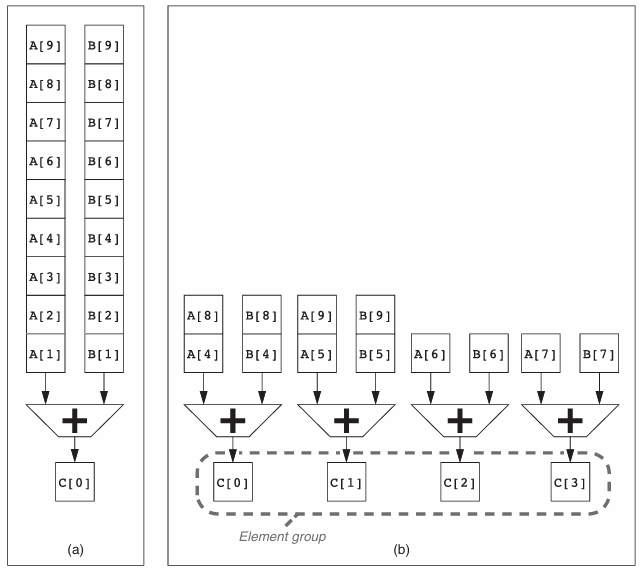 A[9] B[9]
A[8] B[8]
A[7] B[7]
A[6] B[6]
A[5] B[5]
A[4] B[4]
A[3] B[3]
A[2] B[2]
A[1] B[1]
+
C[0]
(a)
A[8] B[8] A[9] B[9]
A[4] B[4] A[5] B[5] A[6] B[6] A[7] B[7]
+ + + +
C[0] C[1] C[2] C[3]
Element group
(b)